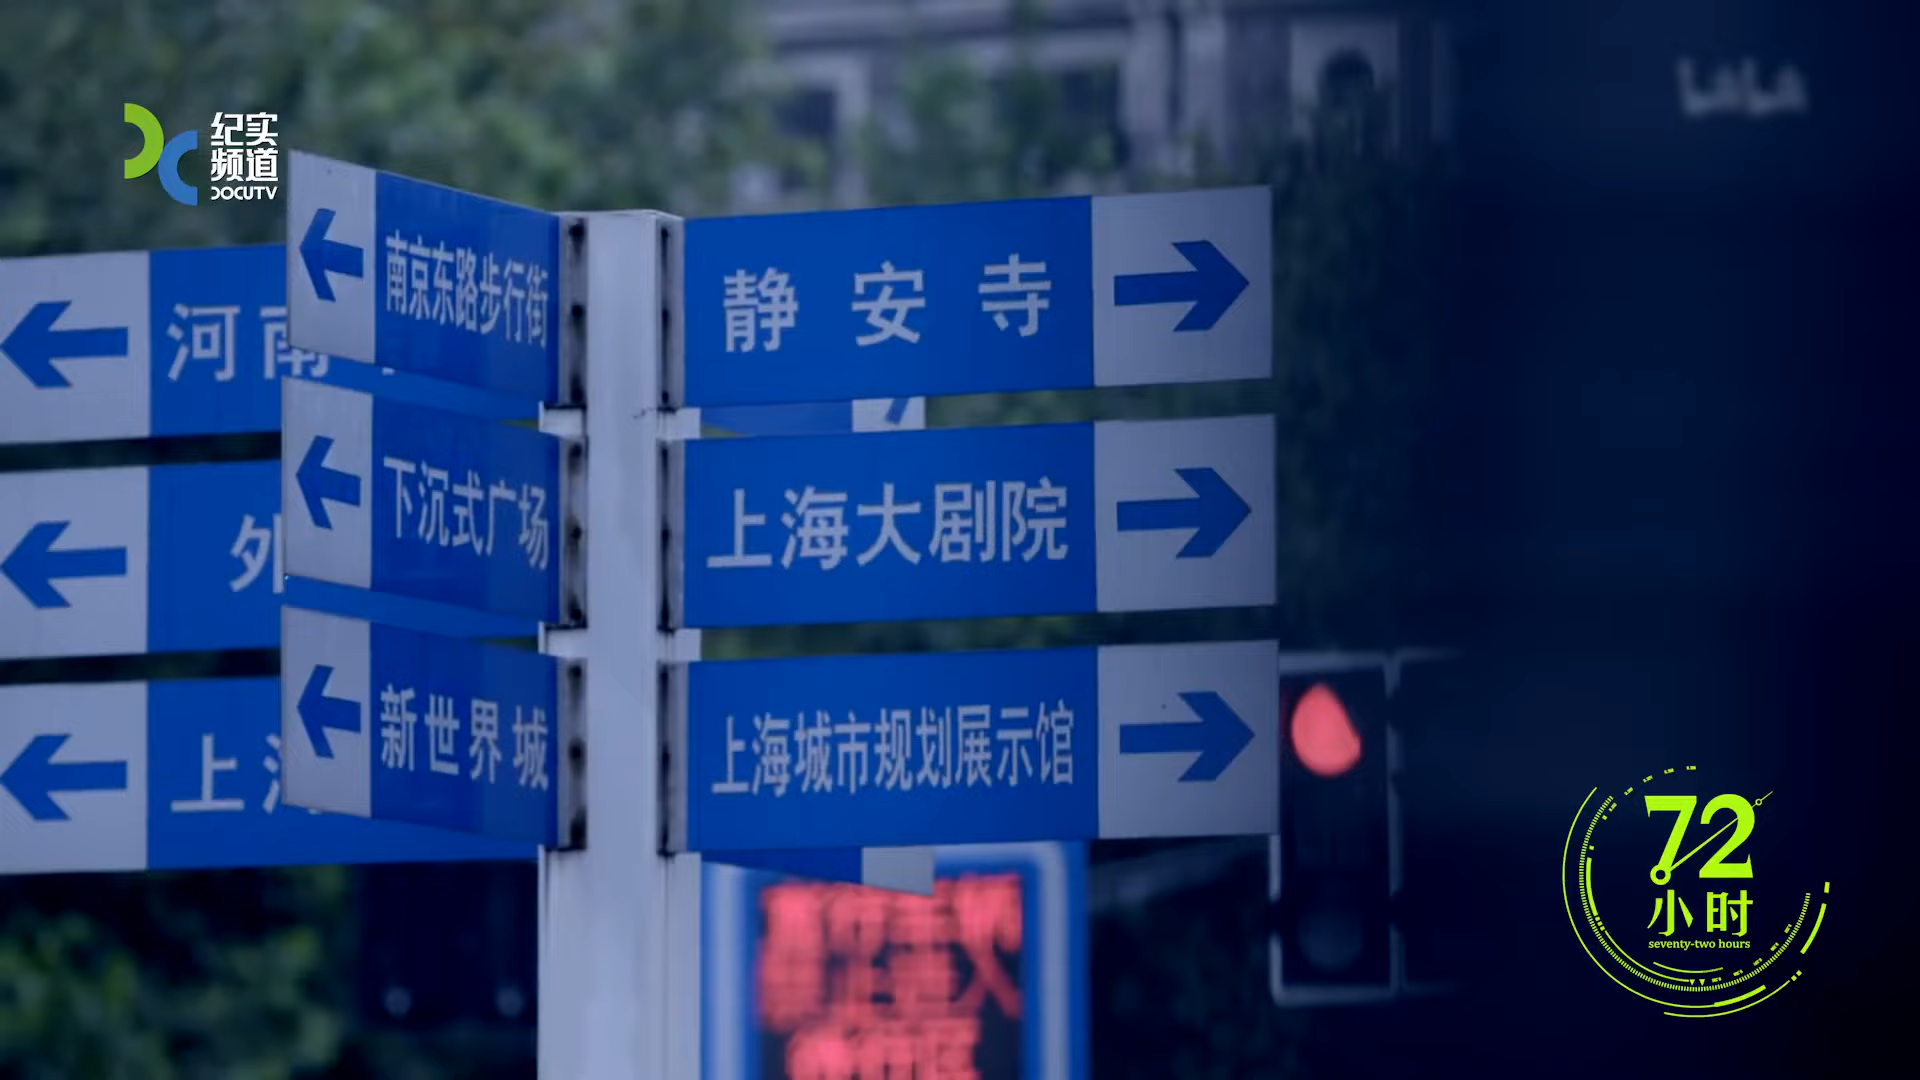 纪实
频道
DOCUTV
南京东路步行街
静安寺
河南
下沉式广场
上海大剧院
外
新世界城
上海城市规划展示馆
上海
72
小时
seventy-two hours